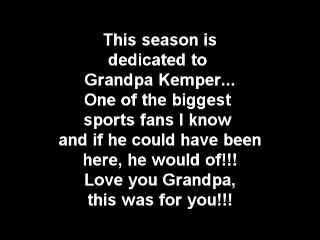 This season is
dedicated to
Grandpa Kemper...
One of the biggest
sports fans I know
and if he could have been
here, he would of!!!
Love you Grandpa,
this was for you!!!